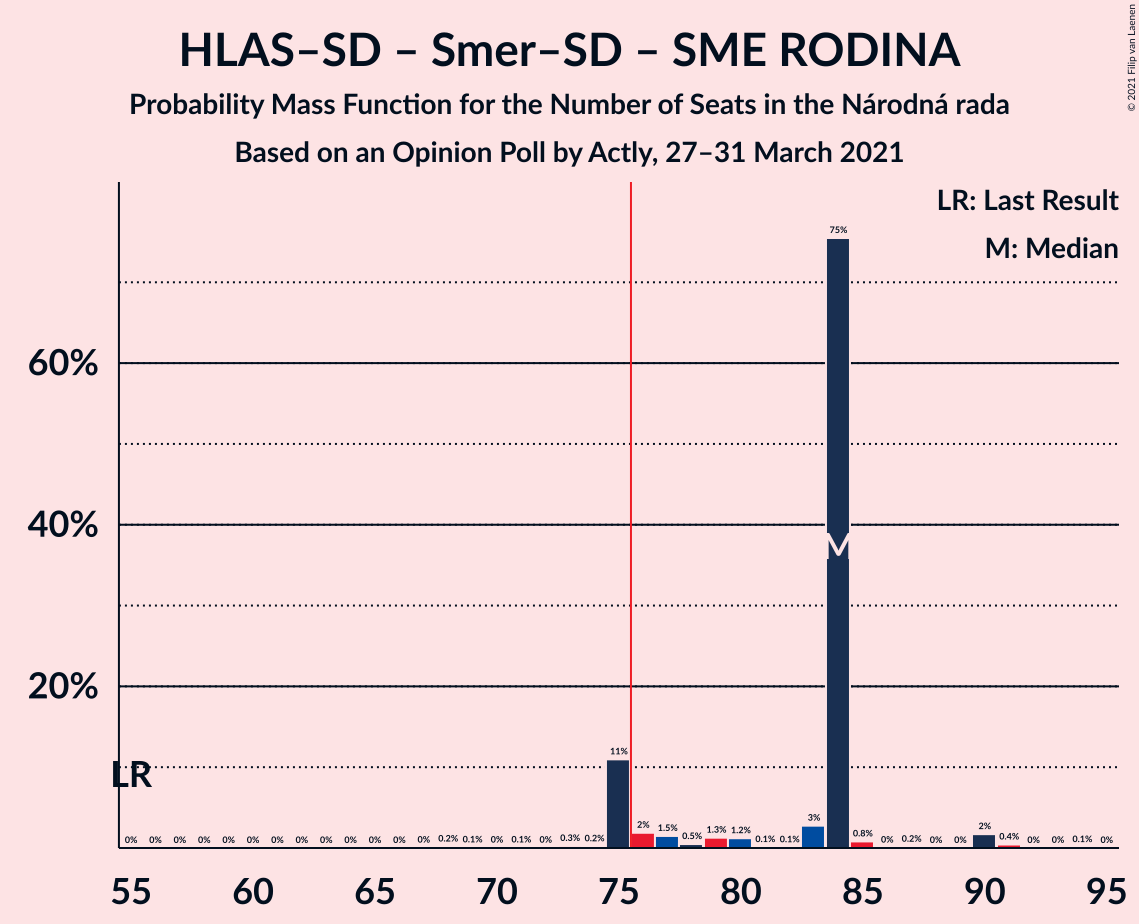 HLAS–SD – Smer–SD – SME RODINA
Probability Mass Function for the Number of Seats in the Národná rada
Based on an Opinion Poll by Actly, 27–31 March 2021
© 2021 Filip van Laenen
LR: Last Result
M: Median
75%
60%
40%
M
20%
11%
LR
0% 0% 0% 0% 0% 0% 0% 0% 0% 0% 0% 0% 0% 0.2% 0.1% 0% 0.1% 0% 0.3% 0.2% 2% 1.5% 0.5% 1.3% 1.2% 0.1% 0.1% 3% 0.8% 0% 0.2% 0% 0% 2% 0.4% 0% 0% 0.1% 0%
55 60 65 70 75 80 85 90 95